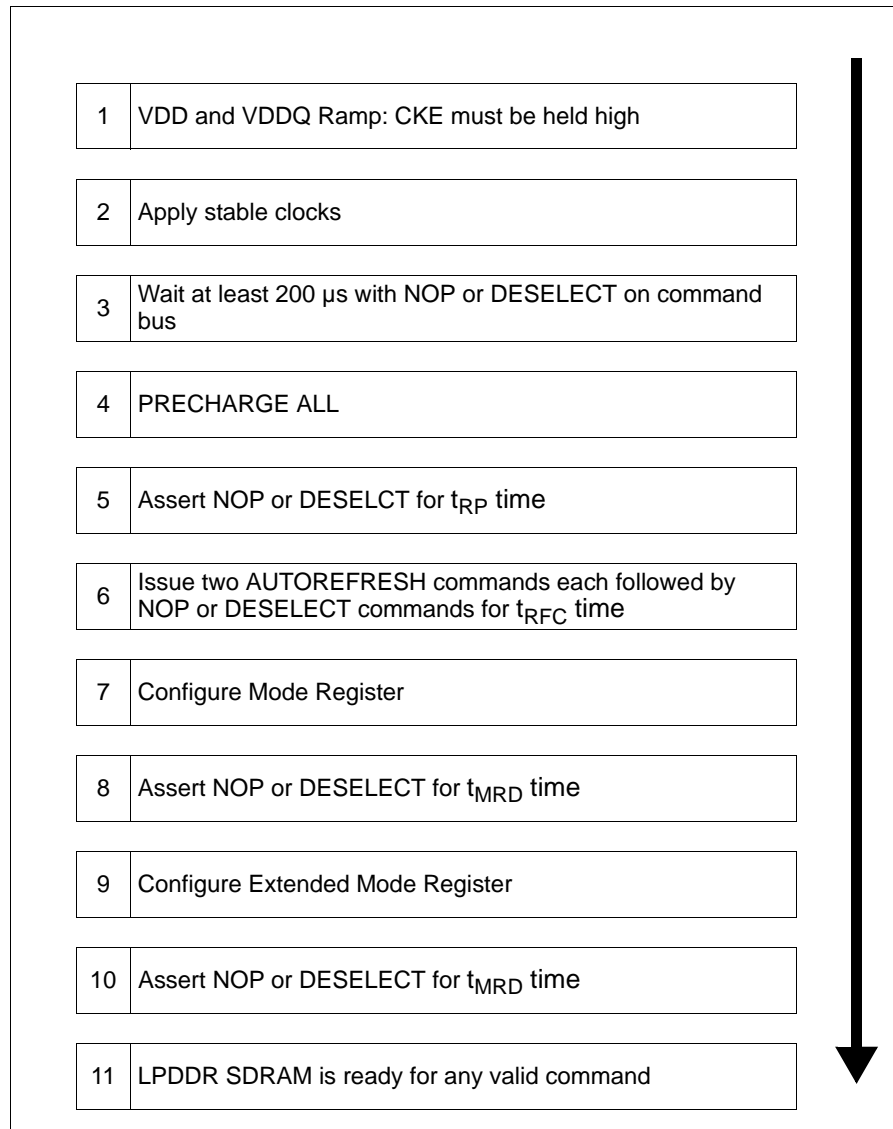 1 VDD and VDDQ Ramp: CKE must be held high
2 Apply stable clocks
3 Wait at least 200 µs with NOP or DESELECT on command
bus
4 PRECHARGE ALL
5 Assert NOP or DESELCT for tRP time
6 Issue two AUTOREFRESH commands each followed by
NOP or DESELECT commands for tRFC time
7 Configure Mode Register
8 Assert NOP or DESELECT for tMRD time
9 Configure Extended Mode Register
10 Assert NOP or DESELECT for tMRD time
11 LPDDR SDRAM is ready for any valid command